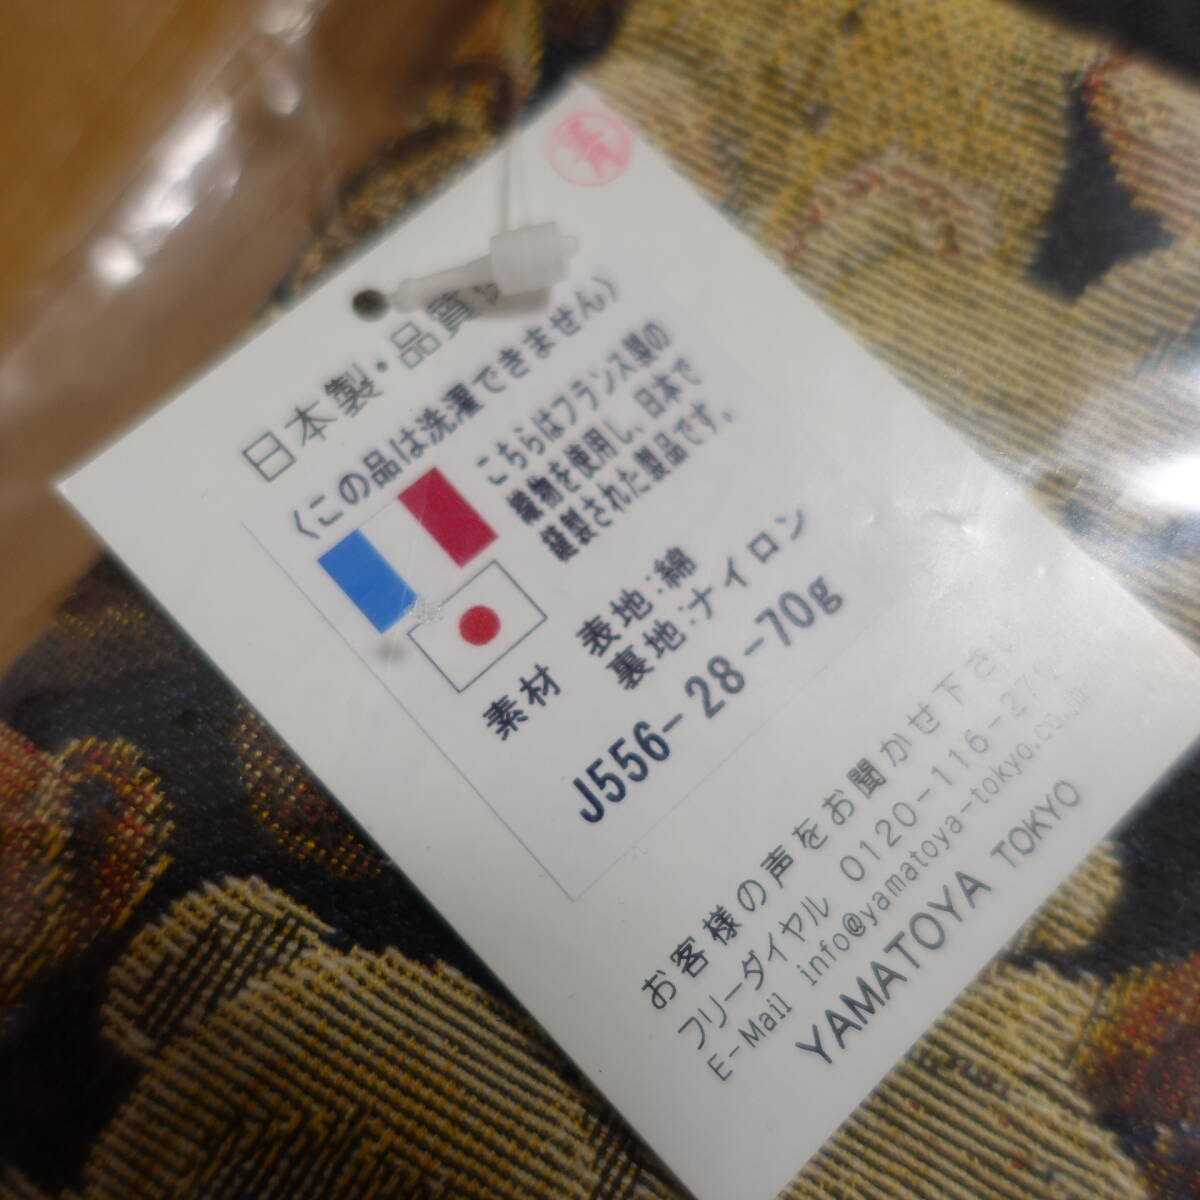 日本製・品質
〈この品は洗濯できません〉
こちらはフランス製の
織物を使用し、日本で
縫製された製品です。
素材 表地:綿
裏地:ナイロン
J556-28-70g
お客様の声をお聞かせ下さい
フリーダイヤル 0120-116-27
E-Mail info@yamatoya-tokyo.co.jp
YAMATOYA TOKYO